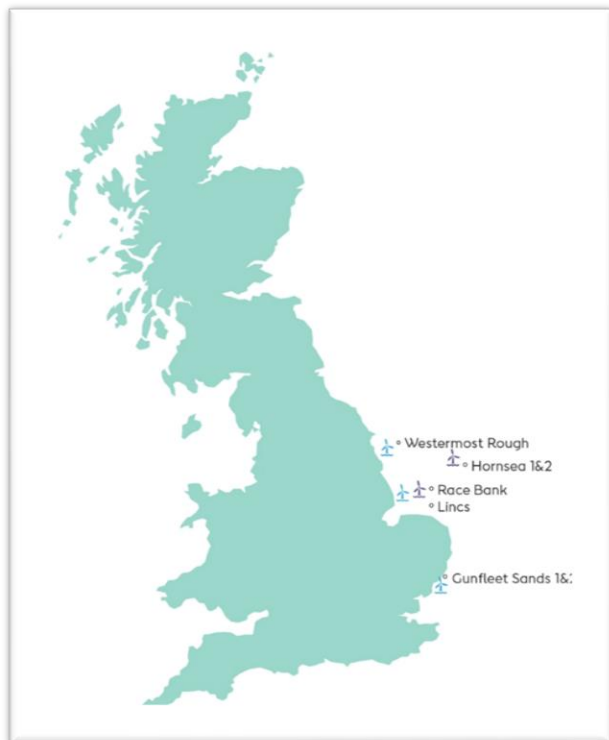 Westermost Rough
Hornsea 1&2
Race Bank
Lincs
Gunfleet Sands 1&